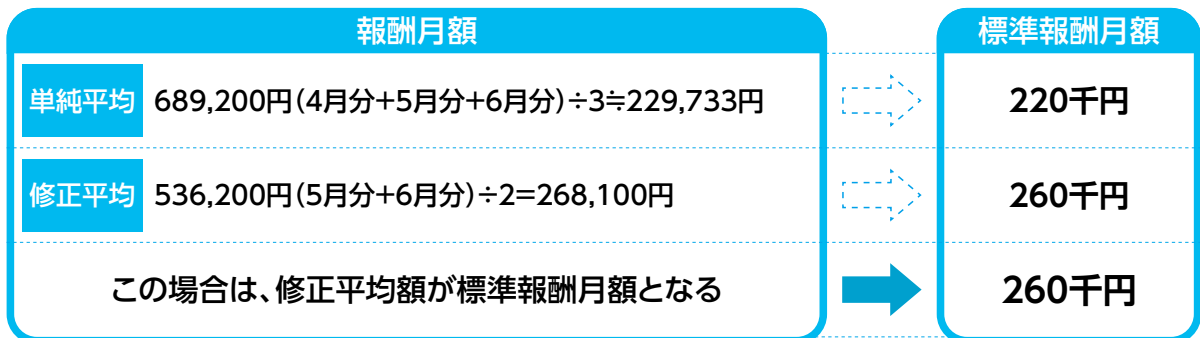 報酬月額
標準報酬月額
単純平均 689,200円(4月分+5月分+6月分)÷3≒229,733円
220千円
修正平均 536,200円(5月分+6月分)÷2=268,100円
260千円
この場合は、修正平均額が標準報酬月額となる
260千円